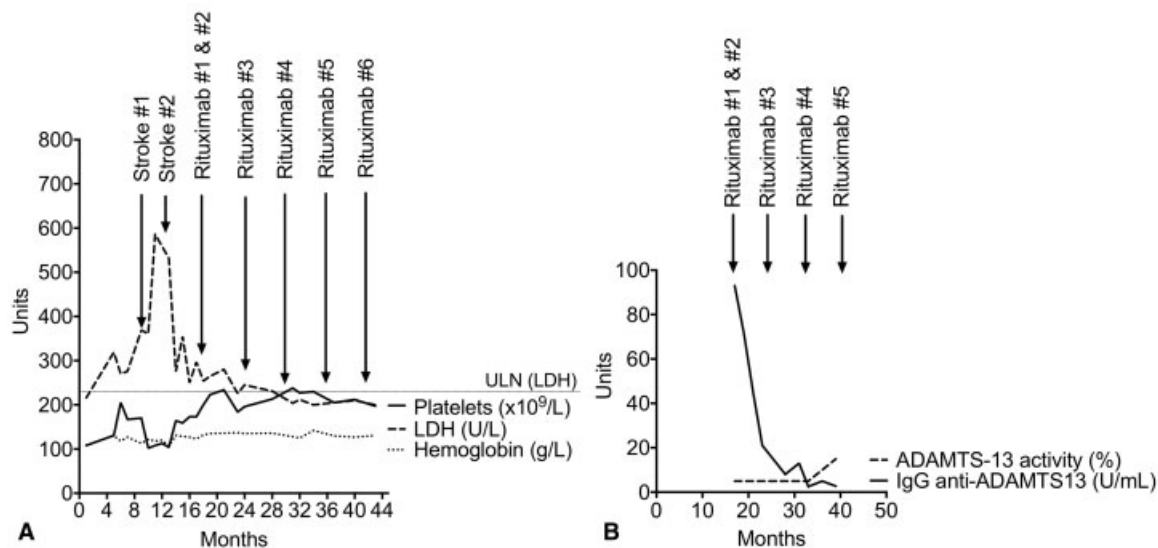 Stroke #1
Stroke #2
Rituximab #1 & #2
Rituximab #3
Rituximab #4
Rituximab #5
Rituximab #6
800
700
600
500
400
300
200
100
0
Units
ULN (LDH)
Platelets (x10⁹/L)
LDH (U/L)
Hemoglobin (g/L)
0 4 8 12 16 20 24 28 32 36 40 44
Months
A
Rituximab #1 & #2
Rituximab #3
Rituximab #4
Rituximab #5
100
80
60
40
20
0
Units
ADAMTS-13 activity (%)
IgG anti-ADAMTS13 (U/mL)
0 10 20 30 40 50
Months
B